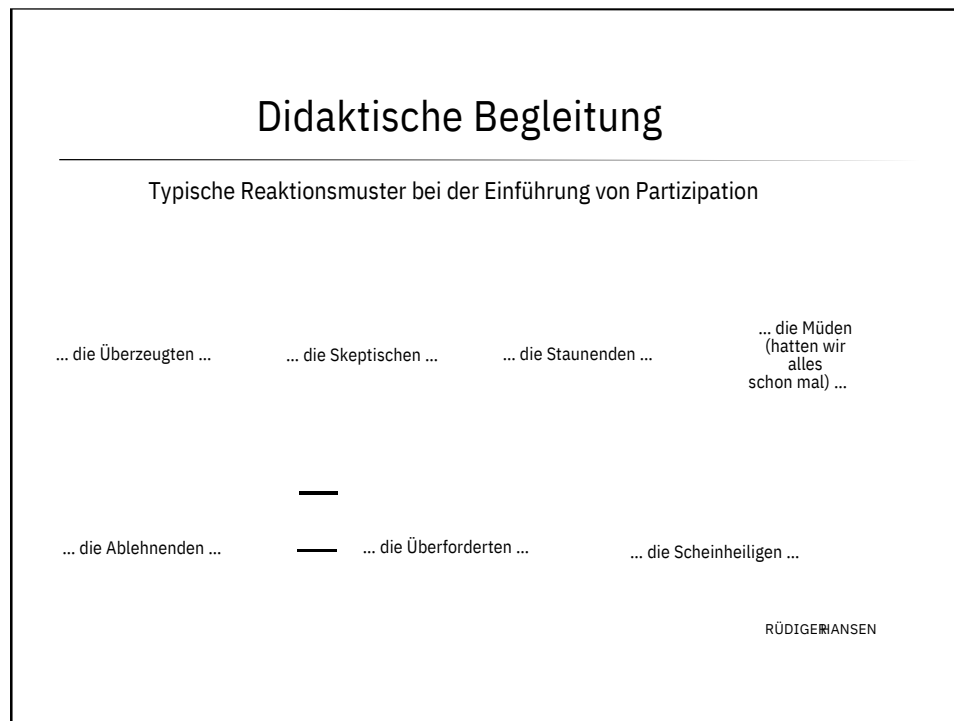 Didaktische Begleitung
Typische Reaktionsmuster bei der Einführung von Partizipation
... die Überzeugten ...
... die Skeptischen ...
... die Staunenden ...
... die Müden
(hatten wir
alles
schon mal) ...
... die Ablehnenden ...
... die Überforderten ...
... die Scheinheiligen ...
RÜDIGER HANSEN